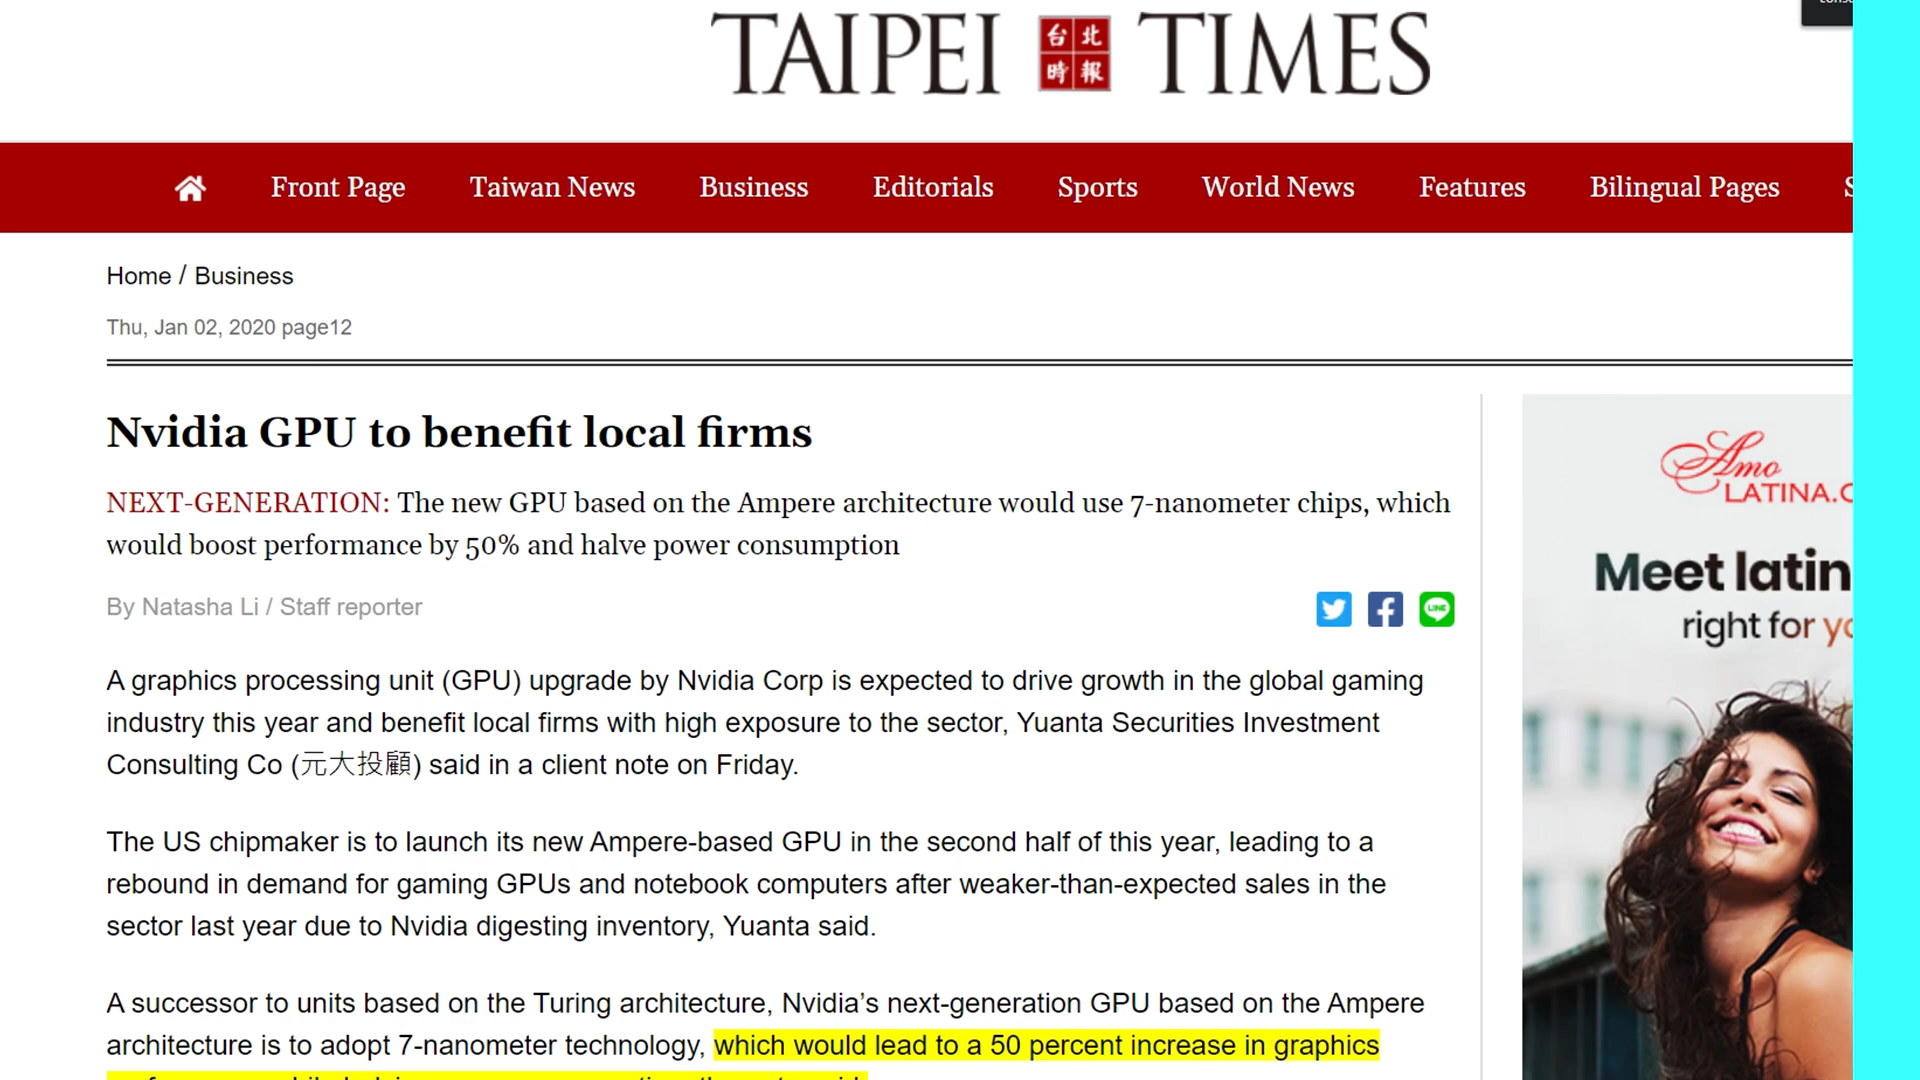 TAIPEI 台北時報 TIMES
Front Page Taiwan News Business Editorials Sports World News Features Bilingual Pages
Home / Business
Thu, Jan 02, 2020 page12
Nvidia GPU to benefit local firms
NEXT-GENERATION: The new GPU based on the Ampere architecture would use 7-nanometer chips, which
would boost performance by 50% and halve power consumption
By Natasha Li / Staff reporter
LINE
A graphics processing unit (GPU) upgrade by Nvidia Corp is expected to drive growth in the global gaming
industry this year and benefit local firms with high exposure to the sector, Yuanta Securities Investment
Consulting Co (元大投顧) said in a client note on Friday.
The US chipmaker is to launch its new Ampere-based GPU in the second half of this year, leading to a
rebound in demand for gaming GPUs and notebook computers after weaker-than-expected sales in the
sector last year due to Nvidia digesting inventory, Yuanta said.
A successor to units based on the Turing architecture, Nvidia’s next-generation GPU based on the Ampere
architecture is to adopt 7-nanometer technology, which would lead to a 50 percent increase in graphics
Amo
LATINA.C
Meet latin
right for yo